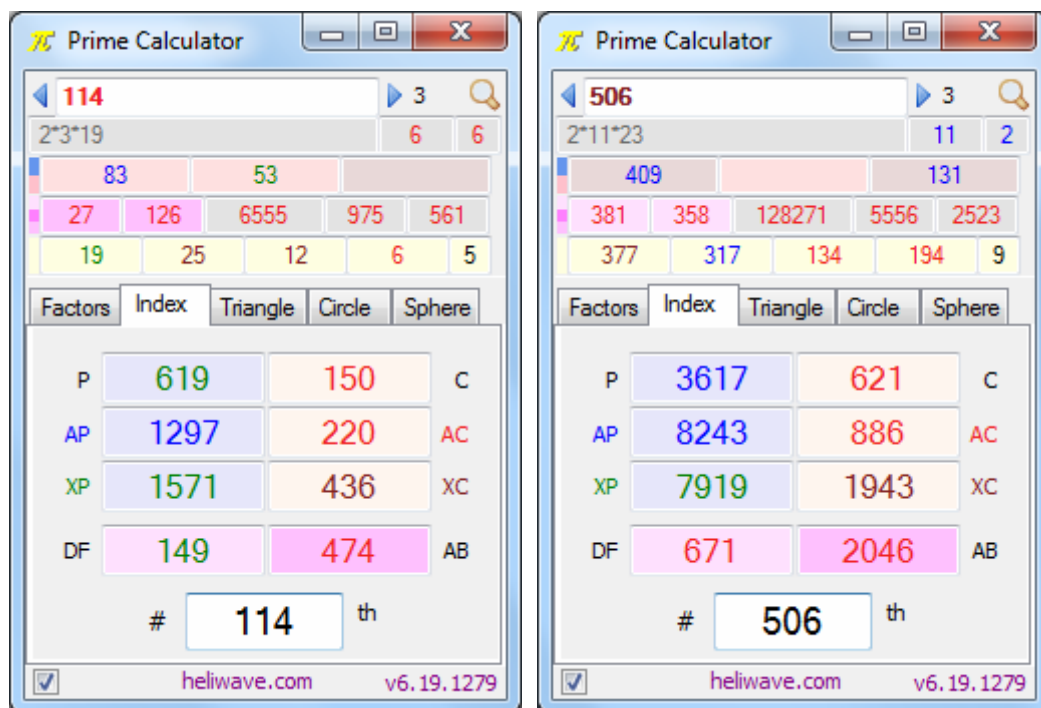 Prime Calculator
114 3
2*3*19 6 6
83 53
27 126 6555 975 561
19 25 12 6 5
Factors Index Triangle Circle Sphere
P 619 150 C
AP 1297 220 AC
XP 1571 436 XC
DF 149 474 AB
# 114 th
heliwave.com v6.19.1279
Prime Calculator
506 3
2*11*23 11 2
409 131
381 358 128271 5556 2523
377 317 134 194 9
Factors Index Triangle Circle Sphere
P 3617 621 C
AP 8243 886 AC
XP 7919 1943 XC
DF 671 2046 AB
# 506 th
heliwave.com v6.19.1279